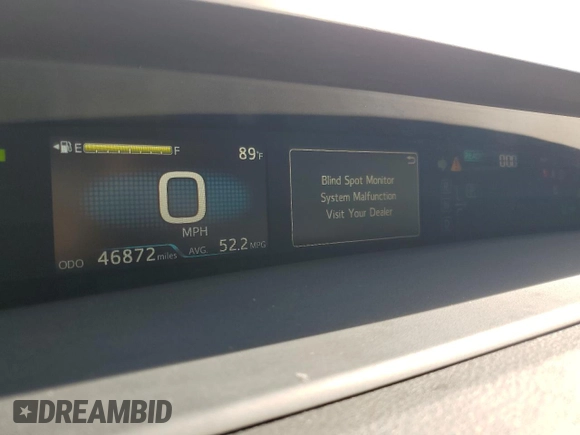 E F 89°F
0
MPH
ODO 46872 miles AVG. 52.2 MPG
Blind Spot Monitor
System Malfunction
Visit Your Dealer
DREAMBID